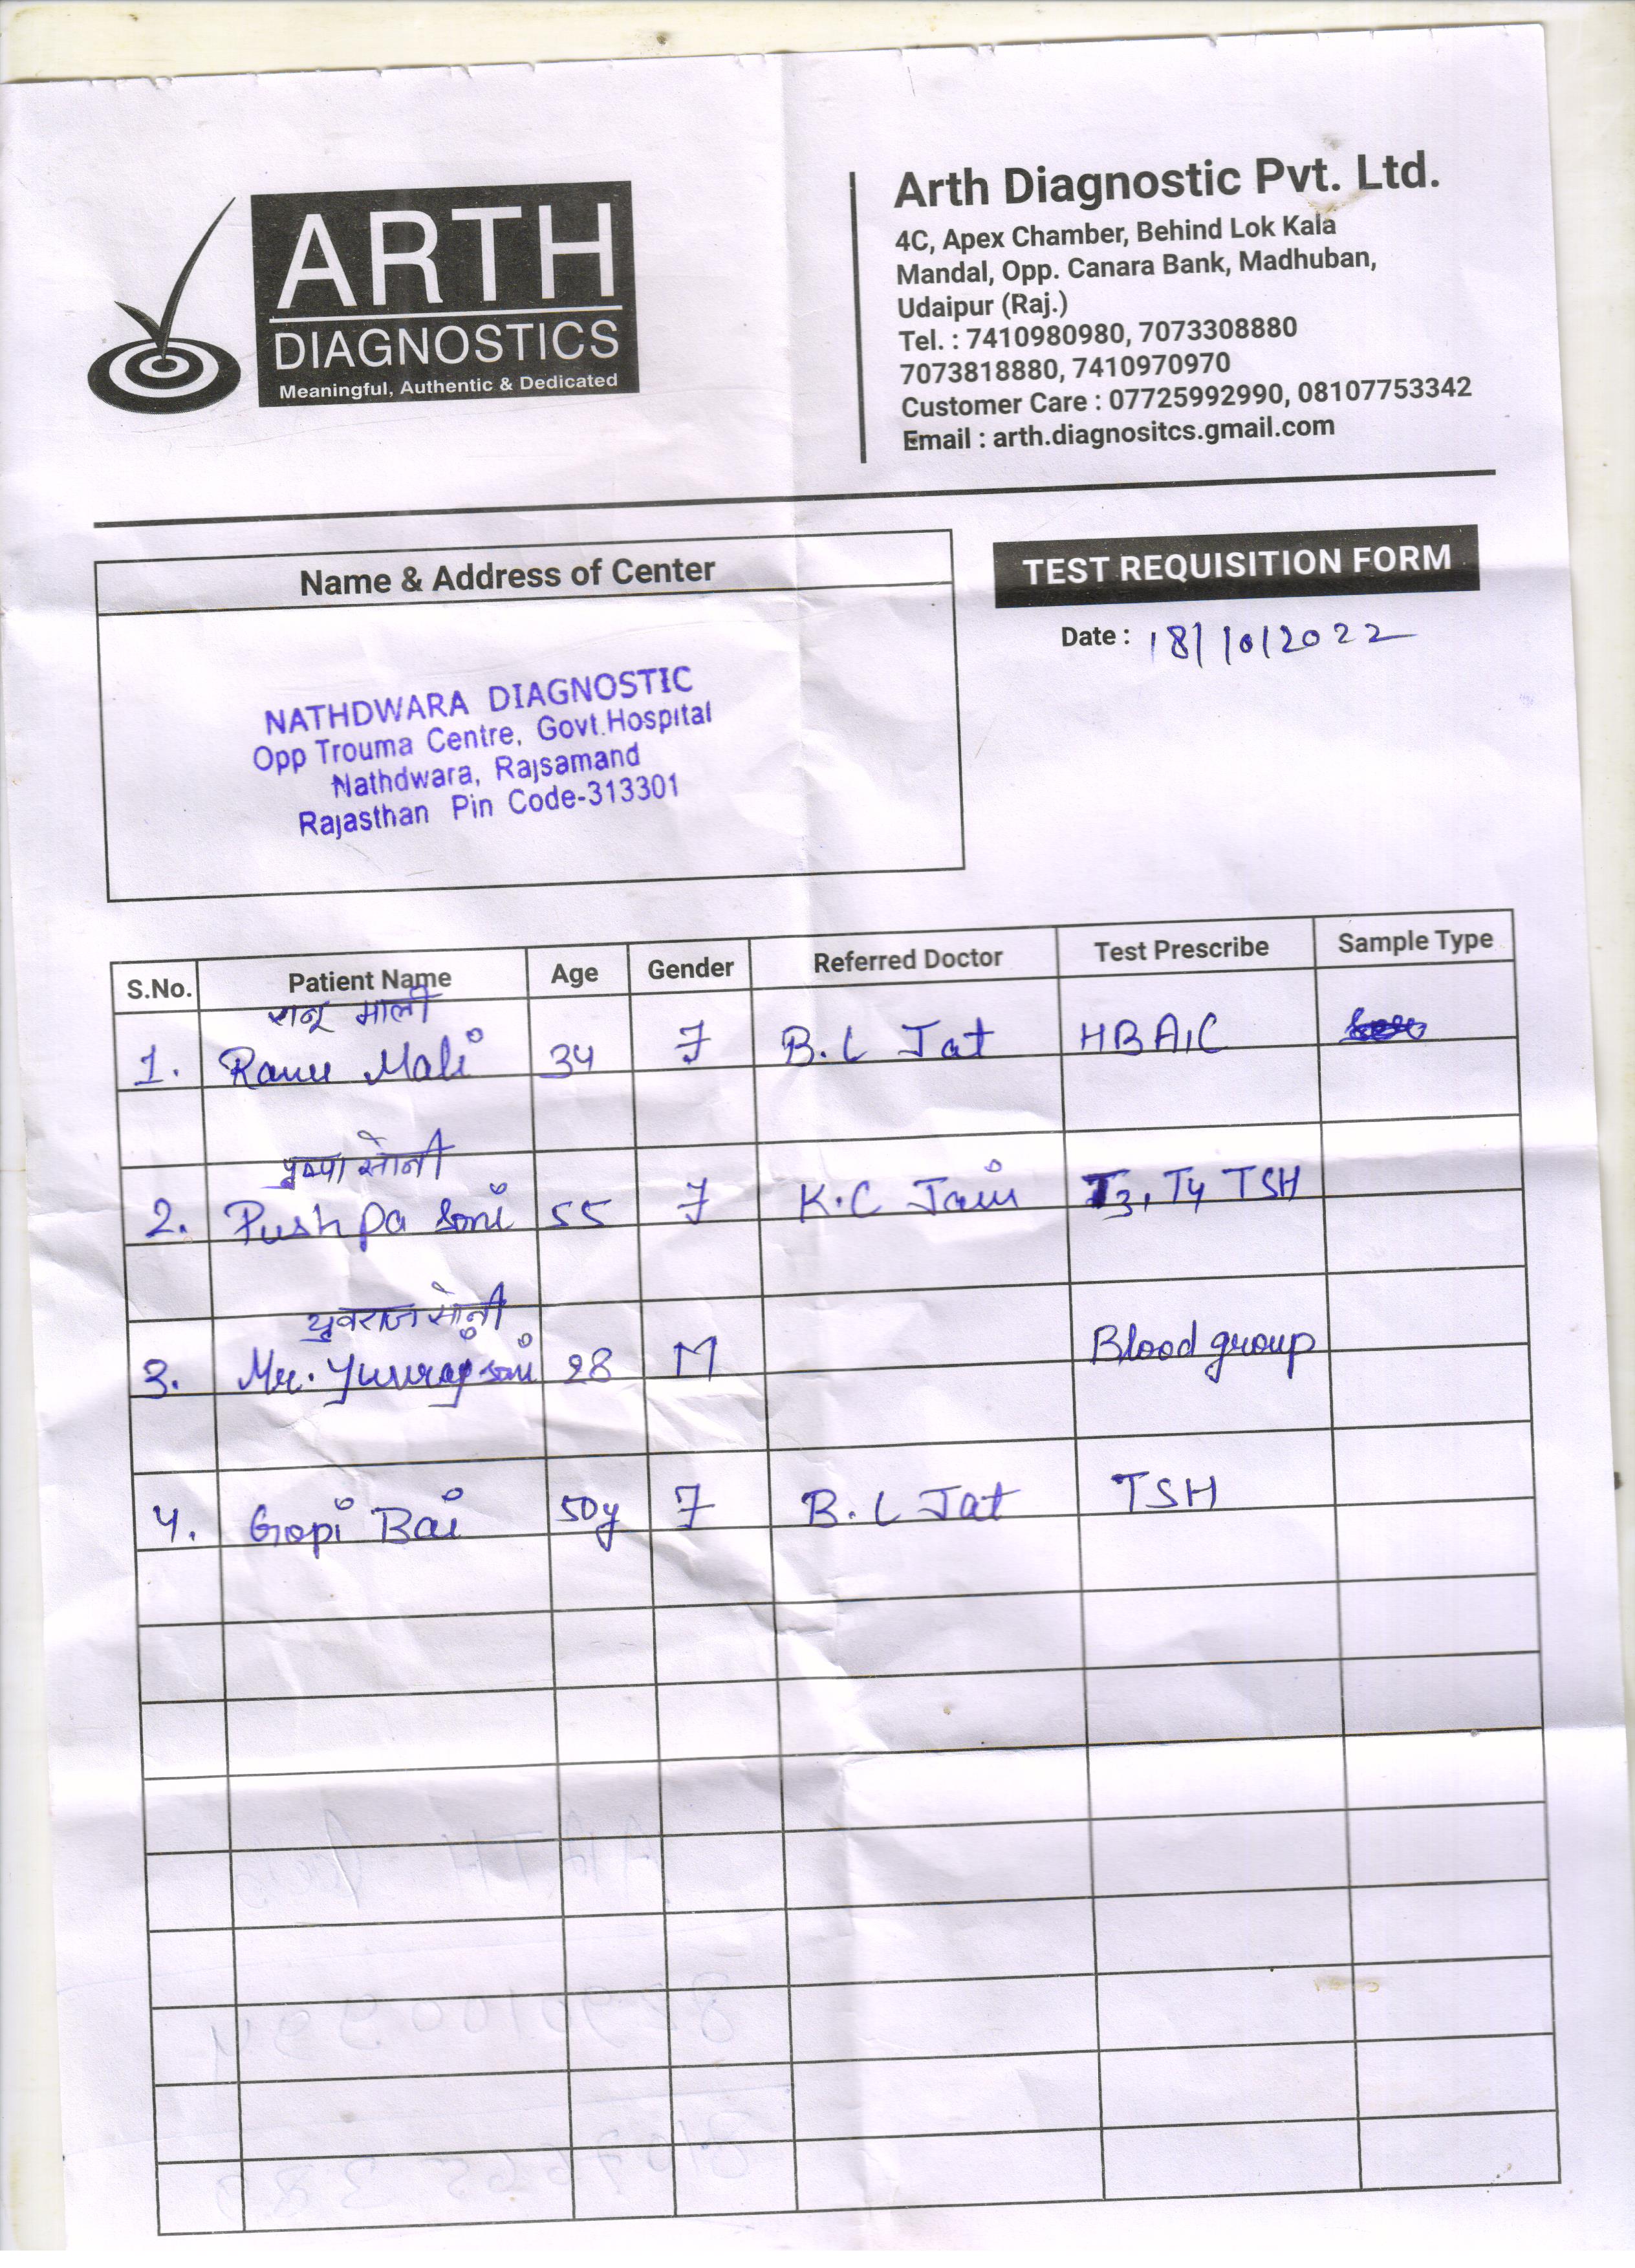 ARTH
DIAGNOSTICS
Meaningful, Authentic & Dedicated
Arth Diagnostic Pvt. Ltd.
4C, Apex Chamber, Behind Lok Kala
Mandal, Opp. Canara Bank, Madhuban,
Udaipur (Raj.)
Tel. : 7410980980, 7073308880
7073818880, 7410970970
Customer Care : 07725992990, 08107753342
Email : arth.diagnositcs.gmail.com
Name & Address of Center
TEST REQUISITION FORM
Date : 18/10/2022
NATHDWARA DIAGNOSTIC
Opp Trouma Centre, Govt.Hospital
Nathdwara, Rajsamand
Rajasthan Pin Code-313301
S.No. Patient Name Age Gender Referred Doctor Test Prescribe Sample Type
रानू माली
1. Ranu Mali 34 F B.L Jat HBA1C
पुष्पा सोनी
2. Pushpa Soni 55 F K.C Jain T3, T4 TSH
युवराज सोनी
3. Mr. Yuvraj soni 28 M Blood group
4. Gopi Bai 50y F B.L Jat TSH